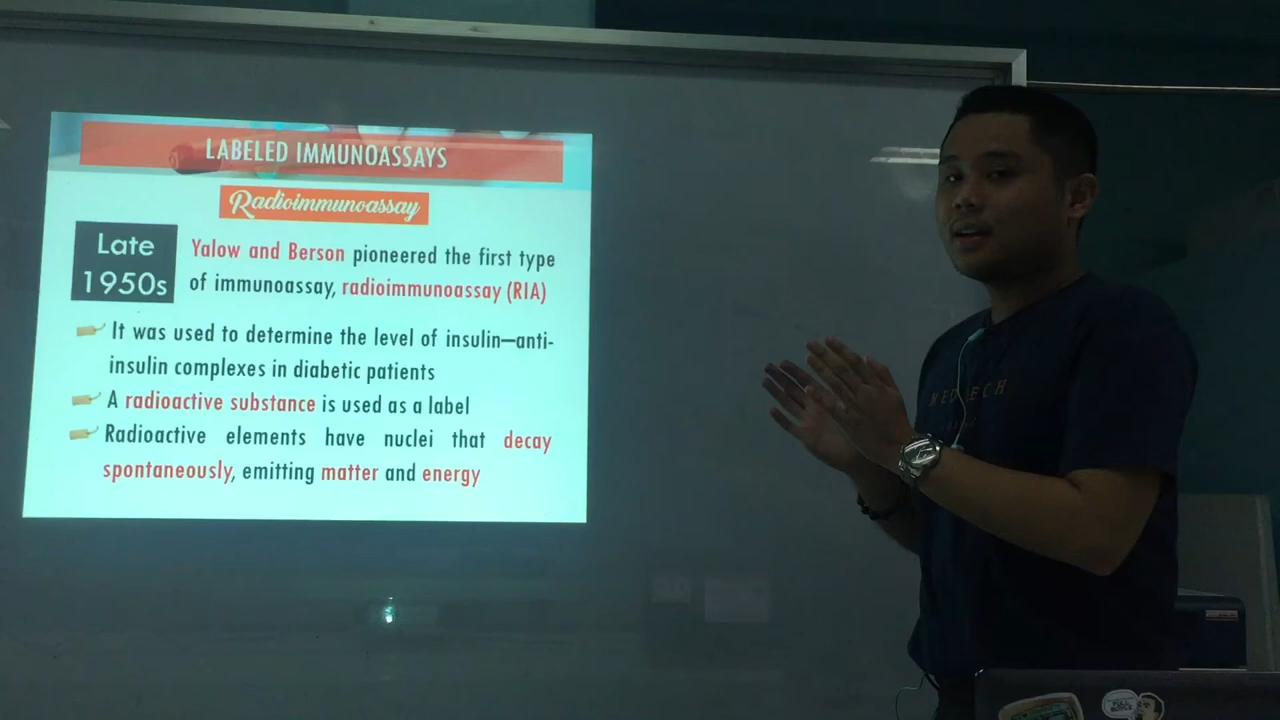 LABELED IMMUNOASSAYS
Radioimmunoassay
Late
1950s
Yalow and Berson pioneered the first type
of immunoassay, radioimmunoassay (RIA)
It was used to determine the level of insulin—anti-
insulin complexes in diabetic patients
A radioactive substance is used as a label
Radioactive elements have nuclei that decay
spontaneously, emitting matter and energy